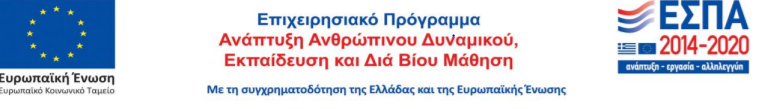 Ευρωπαϊκή Ένωση
Ευρωπαϊκό Κοινωνικό Ταμείο
Επιχειρησιακό Πρόγραμμα
Ανάπτυξη Ανθρώπινου Δυναμικού,
Εκπαίδευση και Διά Βίου Μάθηση
Με τη συγχρηματοδότηση της Ελλάδας και της Ευρωπαϊκής Ένωσης
ΕΣΠΑ
2014-2020
ανάπτυξη - εργασία - αλληλεγγύη